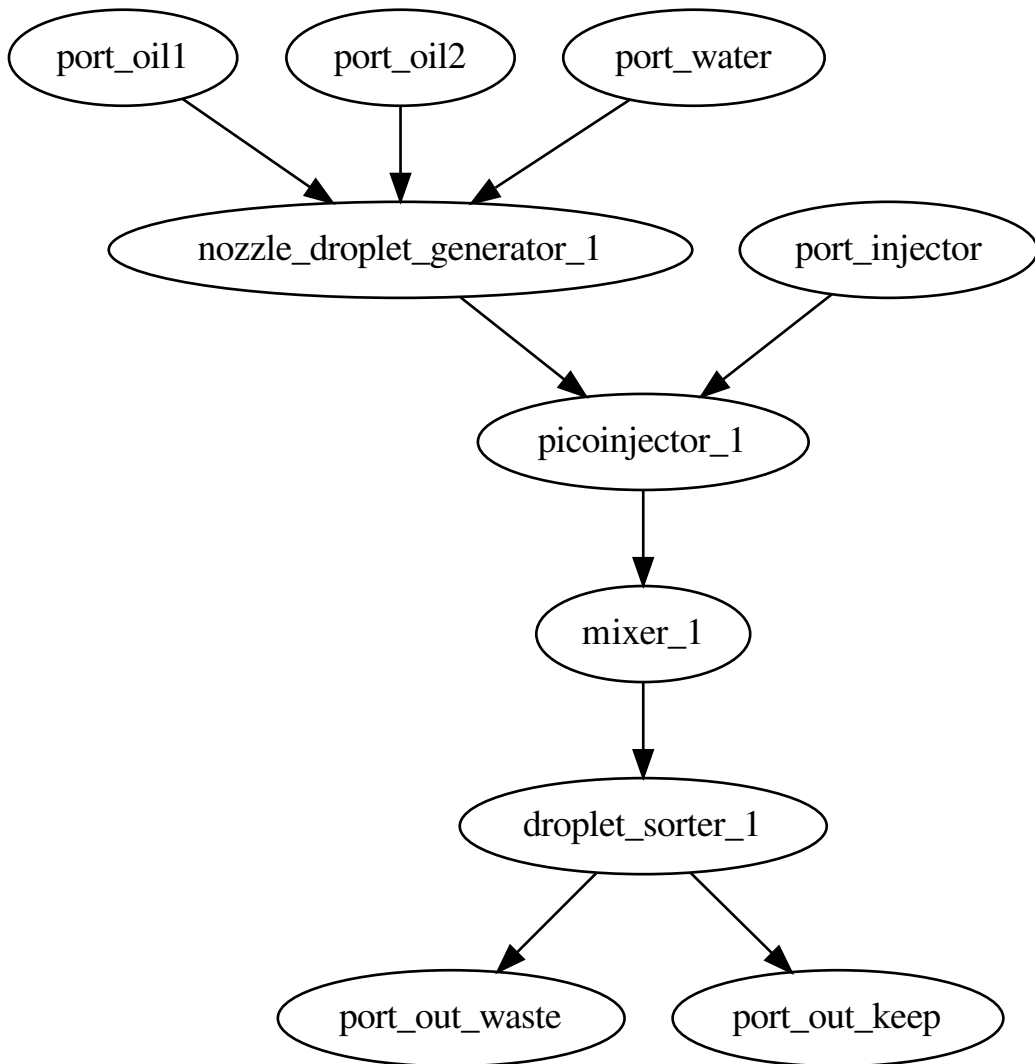 port_oil1
port_oil2
port_water
nozzle_droplet_generator_1
port_injector
picoinjector_1
mixer_1
droplet_sorter_1
port_out_waste
port_out_keep